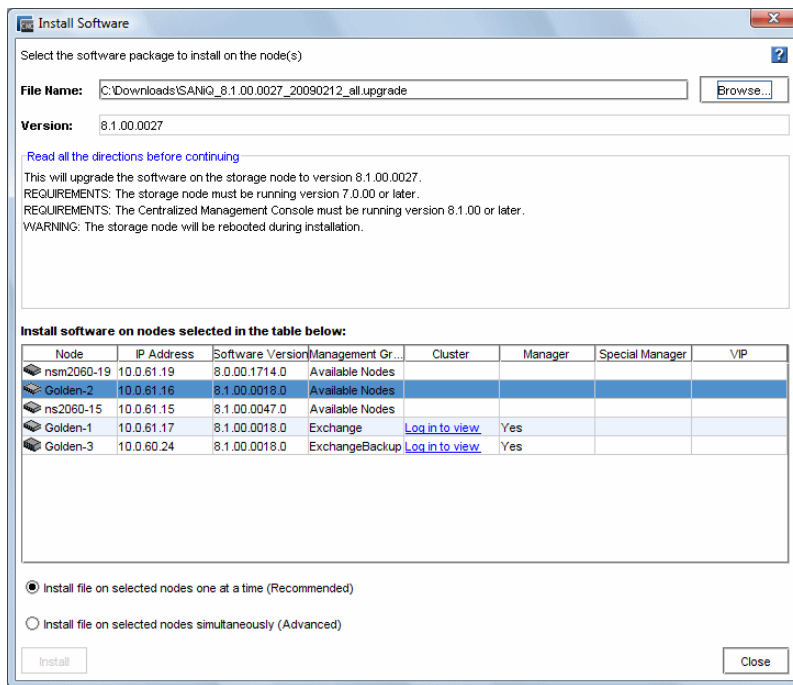 Install Software
Select the software package to install on the node(s)
?
File Name: C:\Downloads\SANiQ_8.1.00.0027_20090212_all.upgrade Browse...
Version: 8.1.00.0027
Read all the directions before continuing
This will upgrade the software on the storage node to version 8.1.00.0027.
REQUIREMENTS: The storage node must be running version 7.0.00 or later.
REQUIREMENTS: The Centralized Management Console must be running version 8.1.00 or later.
WARNING: The storage node will be rebooted during installation.
Install software on nodes selected in the table below:
Node IP Address Software Version Management Gr... Cluster Manager Special Manager VIP
nsm2060-19 10.0.61.19 8.0.00.1714.0 Available Nodes
Golden-2 10.0.61.16 8.1.00.0018.0 Available Nodes
ns2060-15 10.0.61.15 8.1.00.0047.0 Available Nodes
Golden-1 10.0.61.17 8.1.00.0018.0 Exchange Log in to view Yes
Golden-3 10.0.60.24 8.1.00.0018.0 ExchangeBackup Log in to view Yes
Install file on selected nodes one at a time (Recommended)
Install file on selected nodes simultaneously (Advanced)
Install Close